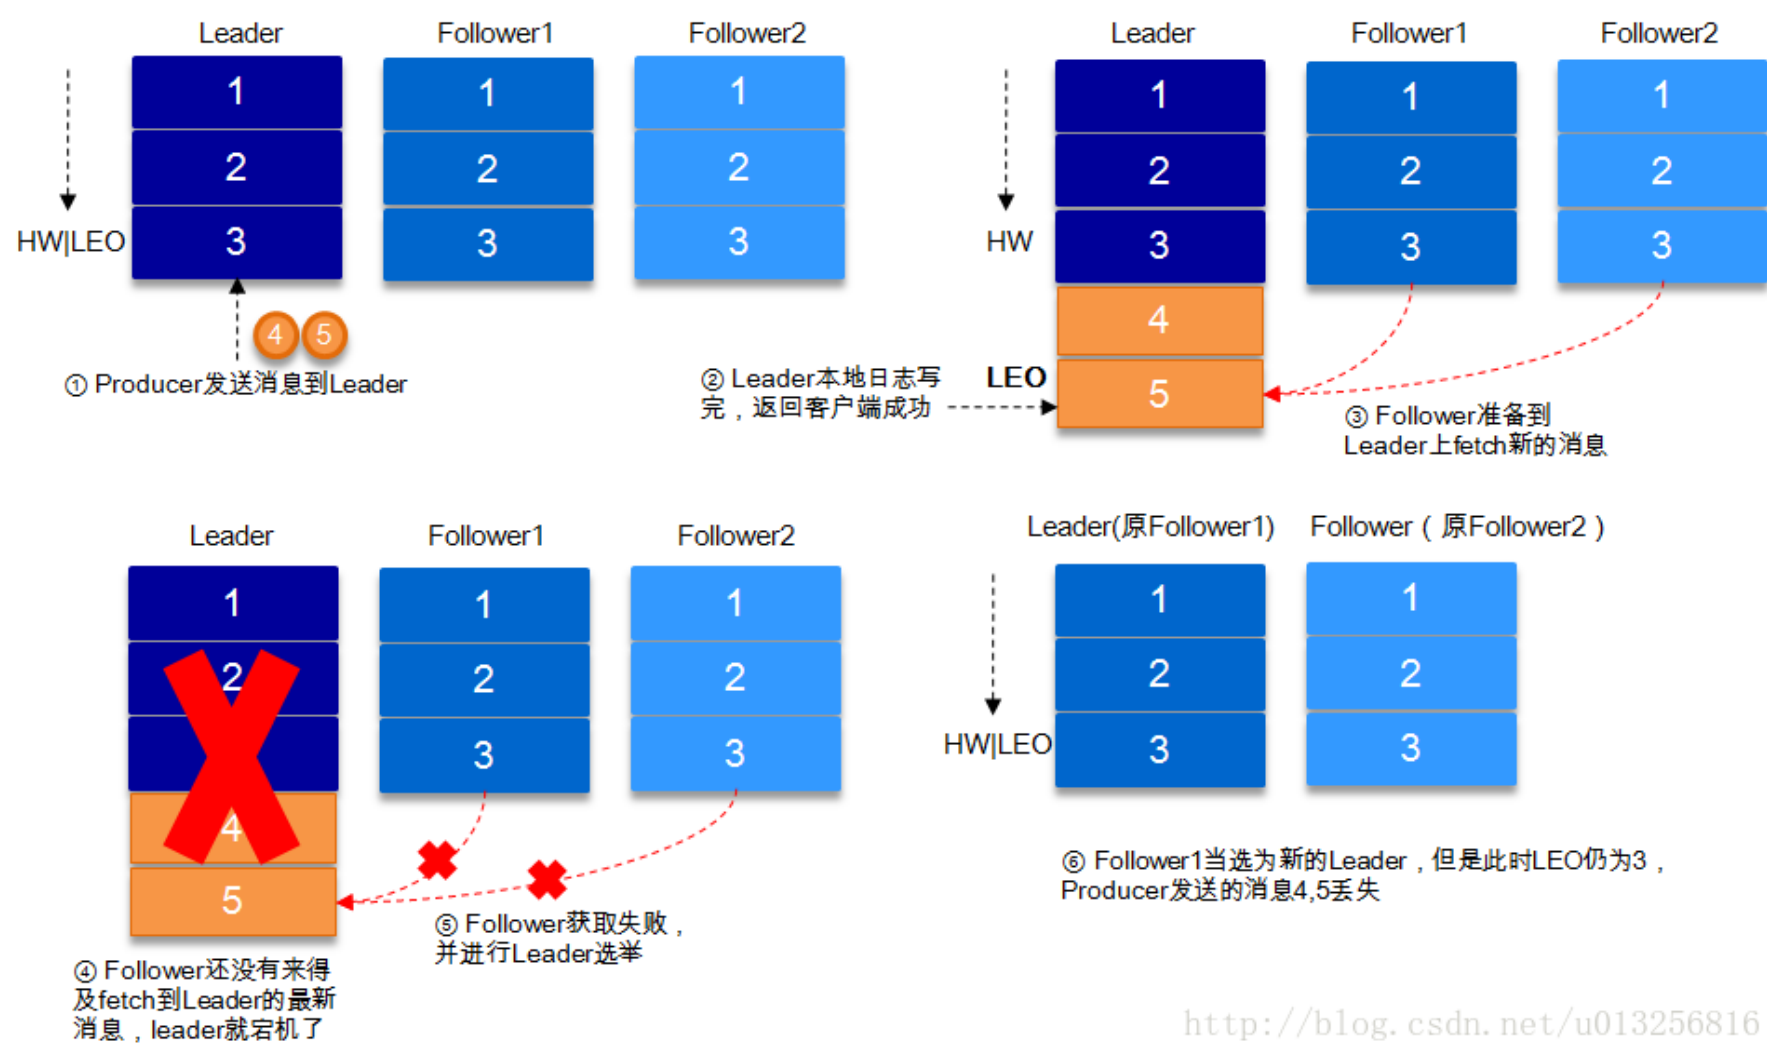 Leader Follower1 Follower2
1 1 1
2 2 2
HW|LEO 3 3 3
4 5
① Producer发送消息到Leader
Leader Follower1 Follower2
1 1 1
2 2 2
HW 3 3 3
4
LEO 5
② Leader本地日志写
完，返回客户端成功
③ Follower准备到
Leader上fetch新的消息
Leader Follower1 Follower2
1 1 1
2 2 2
3 3
4
5
④ Follower还没有来得
及fetch到Leader的最新
消息，leader就宕机了
⑤ Follower获取失败，
并进行Leader选举
Leader(原Follower1) Follower（原Follower2）
1 1
2 2
HW|LEO 3 3
⑥ Follower1当选为新的Leader，但是此时LEO仍为3，
Producer发送的消息4,5丢失
http://blog.csdn.net/u013256816